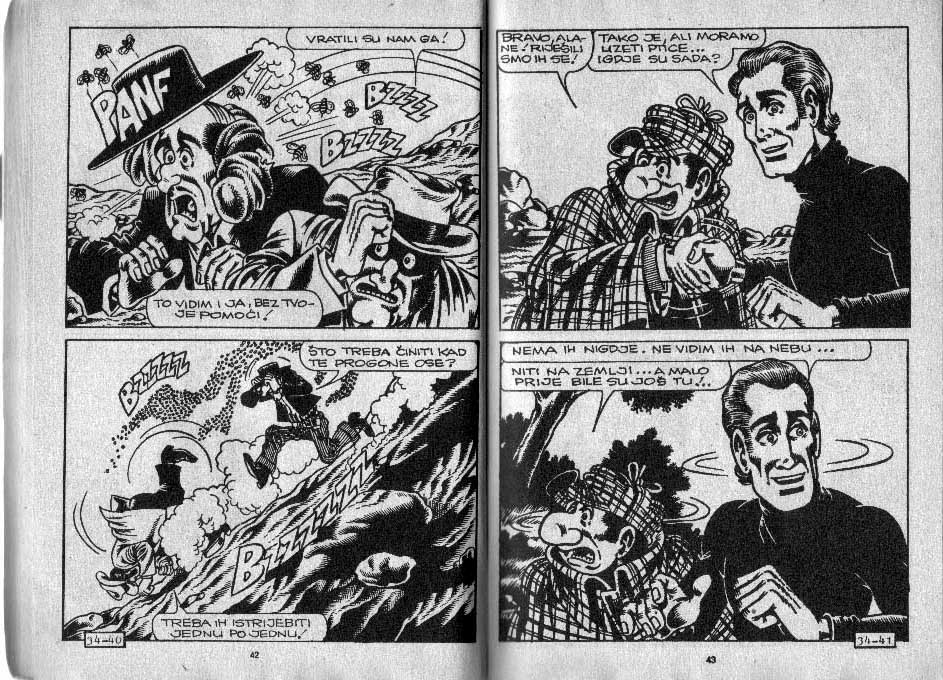 VRATILI SU NAM GA!
PANF
BZZZZ
BZZZZ
TO VIDIM I JA, BEZ TVO-
JE POMOĆI!
BZZZZZ
ŠTO TREBA ČINITI KAD
TE PROGONE OSE?
BZZZZZZ
TREBA IH ISTRIJEBITI
JEDNU PO JEDNU!
34-40
42
BRAVO, ALA-
NE! RIJEŠILI
SMO IH SE!
TAKO JE, ALI MORAMO
UZETI PTICE...
IGDJE SU SADA?
NEMA IH NIGDJE. NE VIDIM IH NA NEBU ...
NITI NA ZEMLJI ...A MALO
PRIJE BILE SU JOŠ TU!..
34-41
43